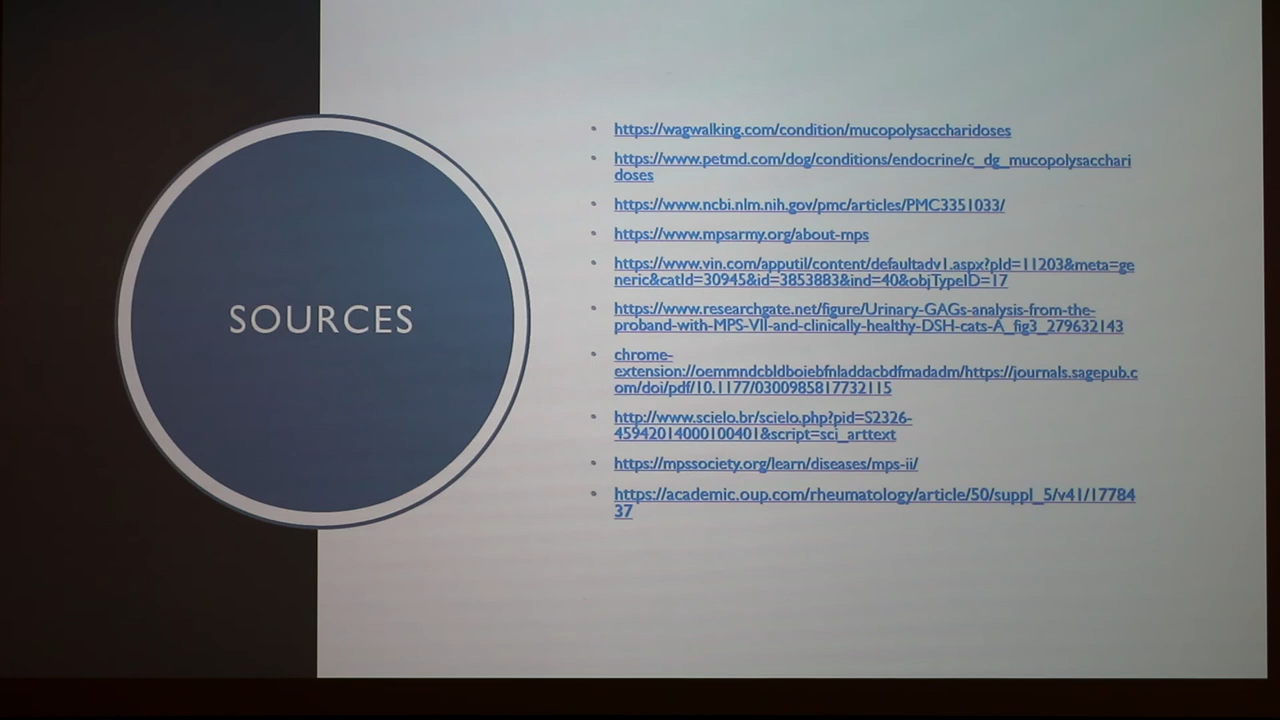 SOURCES
https://wagwalking.com/condition/mucopolysaccharidoses
https://www.petmd.com/dog/conditions/endocrine/c_dg_mucopolysacchari
doses
https://www.ncbi.nlm.nih.gov/pmc/articles/PMC3351033/
https://www.mpsarmy.org/about-mps
https://www.vin.com/apputil/content/defaultadv1.aspx?pId=11203&meta=ge
neric&catId=30945&id=3853883&ind=40&objTypeID=17
https://www.researchgate.net/figure/Urinary-GAGs-analysis-from-the-
proband-with-MPS-VII-and-clinically-healthy-DSH-cats-A_fig3_279632143
chrome-
extension://oemmndcbldboiebfnladdacbdfmadadm/https://journals.sagepub.c
om/doi/pdf/10.1177/0300985817732115
http://www.scielo.br/scielo.php?pid=S2326-
45942014000100401&script=sci_arttext
https://mpssociety.org/learn/diseases/mps-ii/
https://academic.oup.com/rheumatology/article/50/suppl_5/v41/17784
37